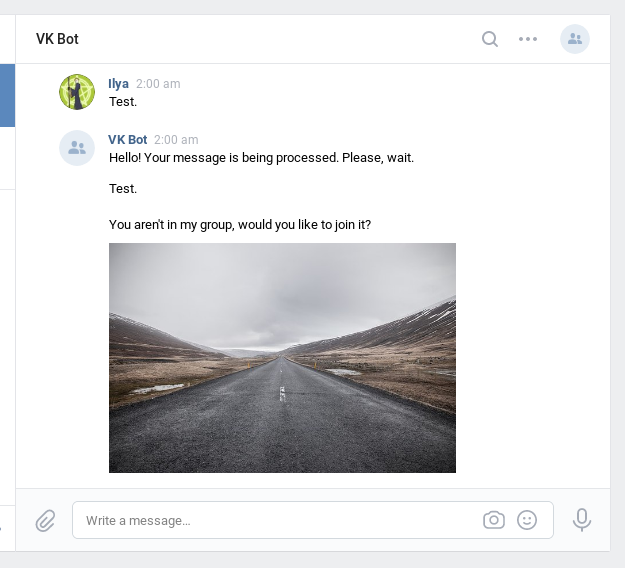 VK Bot
Ilya 2:00 am
Test.
VK Bot 2:00 am
Hello! Your message is being processed. Please, wait.
Test.
You aren't in my group, would you like to join it?
Write a message...